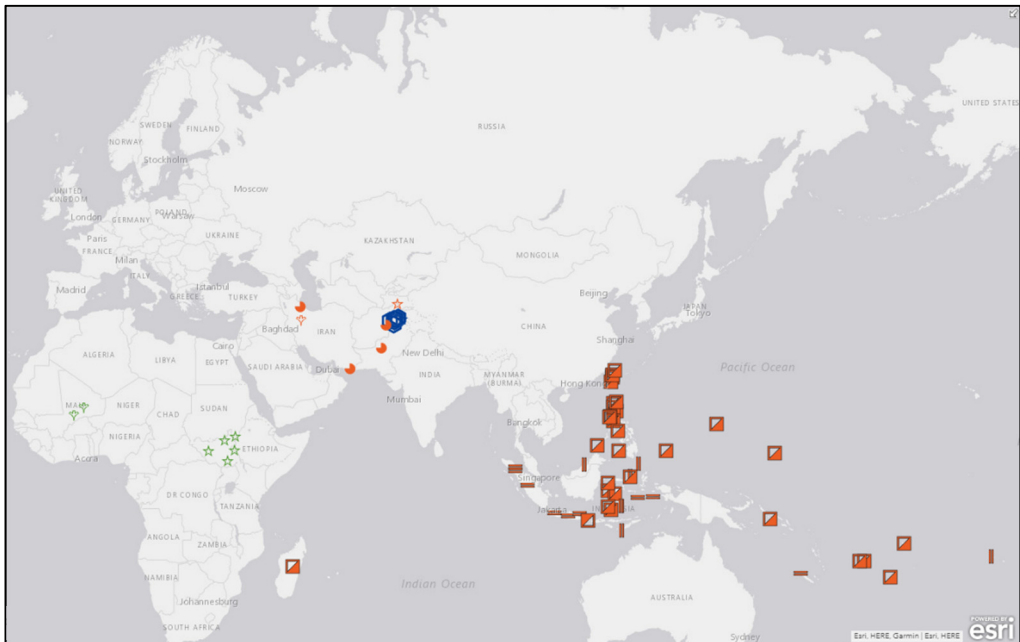 RUSSIA
UNITED STATES
SWEDEN
FINLAND
NORWAY
Stockholm
Moscow
UNITED
KINGDOM
London
GERMANY
POLAND
Warsaw
UKRAINE
Paris
FRANCE
Milan
KAZAKHSTAN
MONGOLIA
ITALY
Madrid
Istanbul
GREECE
TURKEY
Beijing
JAPAN
Tokyo
Baghdad
IRAN
CHINA
Shanghai
Cairo
New Delhi
ALGERIA
LIBYA
EGYPT
SAUDI ARABIA
Dubai
INDIA
MYANMAR
(BURMA)
Hong Kong
Pacific Ocean
Mumbai
MALI
NIGER
CHAD
SUDAN
Bangkok
NIGERIA
ETHIOPIA
Accra
Singapore
DR CONGO
TANZANIA
Jakarta
INDONESIA
ANGOLA
ZAMBIA
NAMIBIA
Indian Ocean
Johannesburg
AUSTRALIA
SOUTH AFRICA
Sydney
POWERED BY
esri
Esri, HERE, Garmin | Esri, HERE